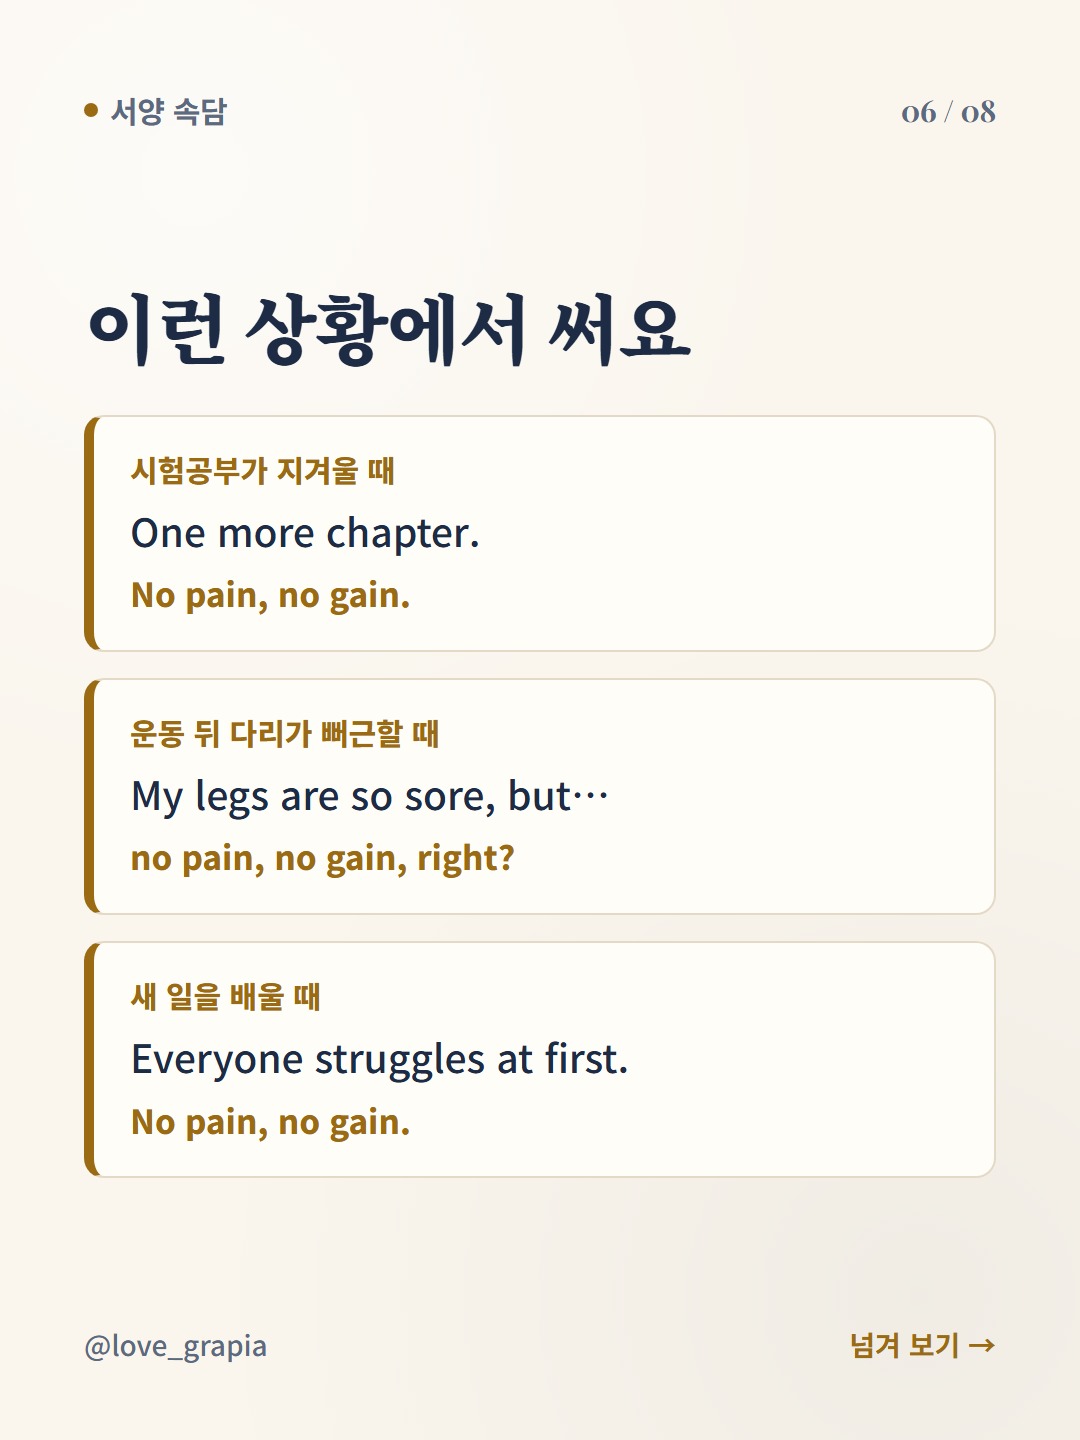 서양 속담
06 / 08
이런 상황에서 써요
시험공부가 지겨울 때
One more chapter.
No pain, no gain.
운동 뒤 다리가 뻐근할 때
My legs are so sore, but⋯
no pain, no gain, right?
새 일을 배울 때
Everyone struggles at first.
No pain, no gain.
@love_grapia
넘겨 보기 →